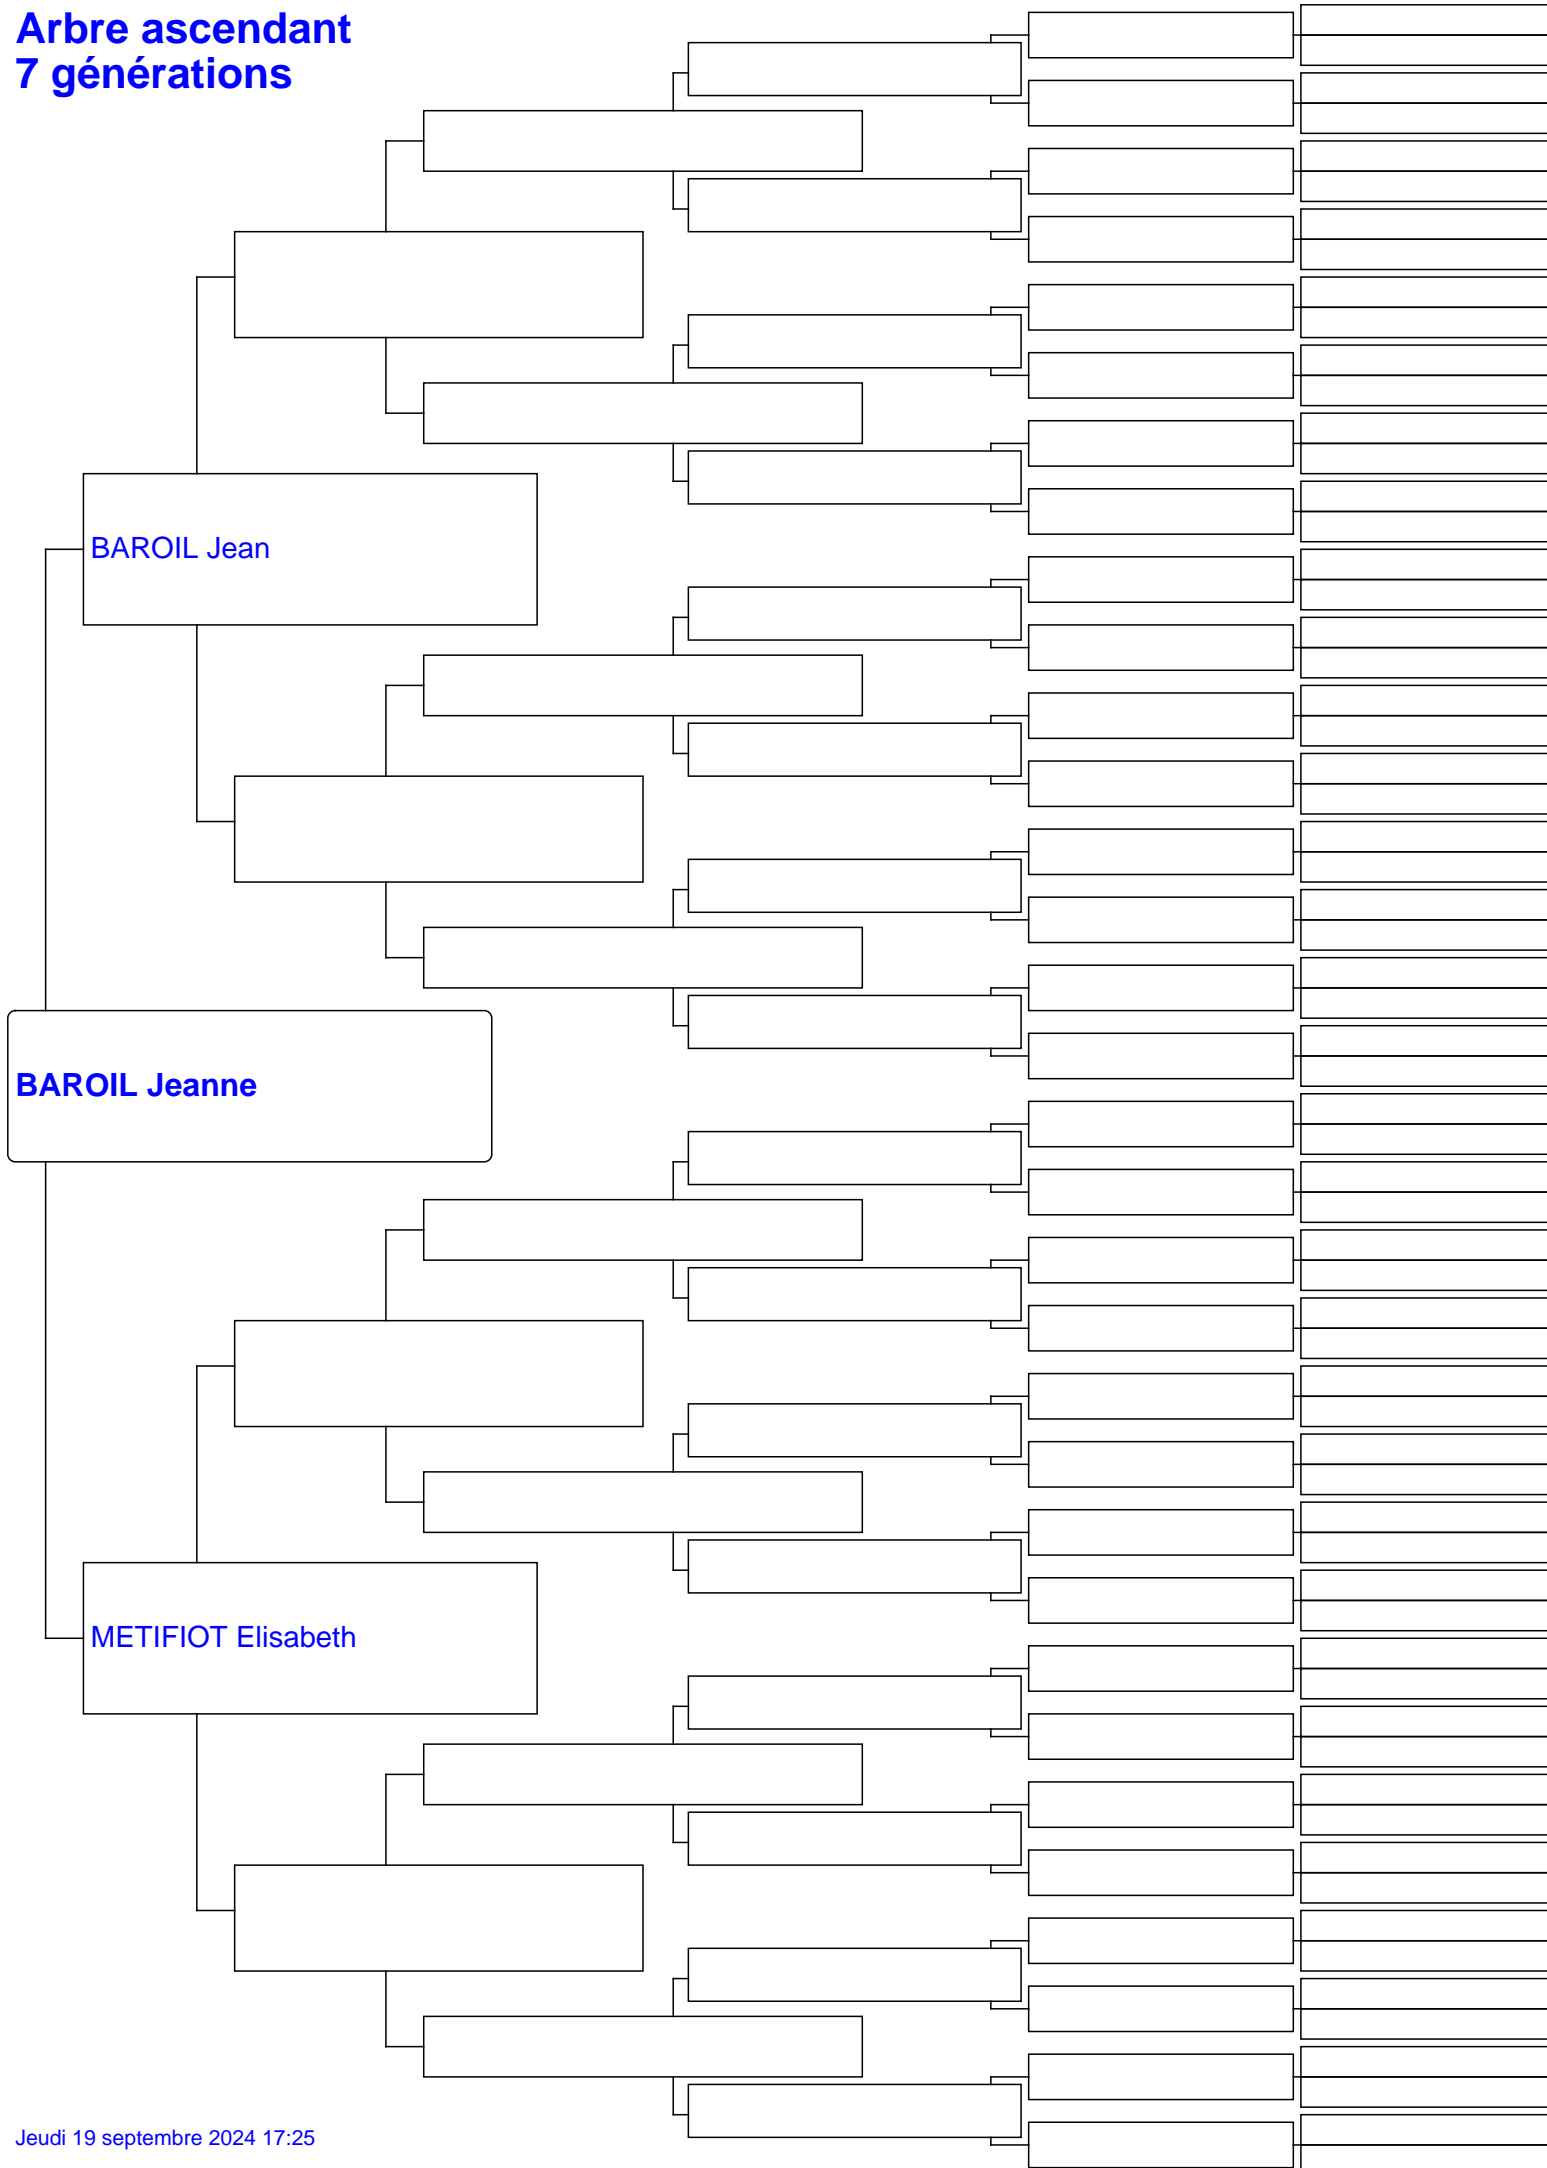 Arbre ascendant
7 générations
BAROIL Jean
BAROIL Jeanne
METIFIOT Elisabeth
Jeudi 19 septembre 2024 17:25